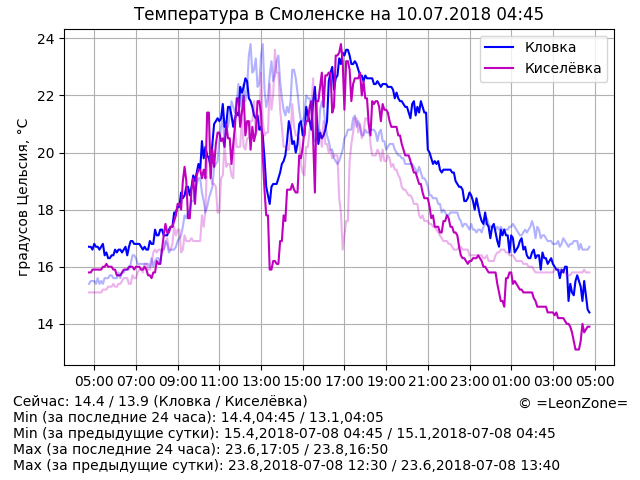 Температура в Смоленске на 10.07.2018 04:45
градусов Цельсия, °C
24
22
20
18
16
14
Кловка
Киселёвка
05:00 07:00 09:00 11:00 13:00 15:00 17:00 19:00 21:00 23:00 01:00 03:00 05:00
Сейчас: 14.4 / 13.9 (Кловка / Киселёвка)
© =LeonZone=
Min (за последние 24 часа): 14.4,04:45 / 13.1,04:05
Min (за предыдущие сутки): 15.4,2018-07-08 04:45 / 15.1,2018-07-08 04:45
Max (за последние 24 часа): 23.6,17:05 / 23.8,16:50
Max (за предыдущие сутки): 23.8,2018-07-08 12:30 / 23.6,2018-07-08 13:40